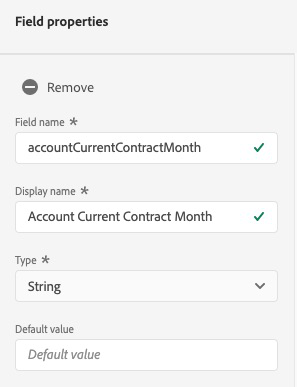 Field properties
Remove
Field name *
accountCurrentContractMonth
Display name *
Account Current Contract Month
Type *
String
Default value
Default value